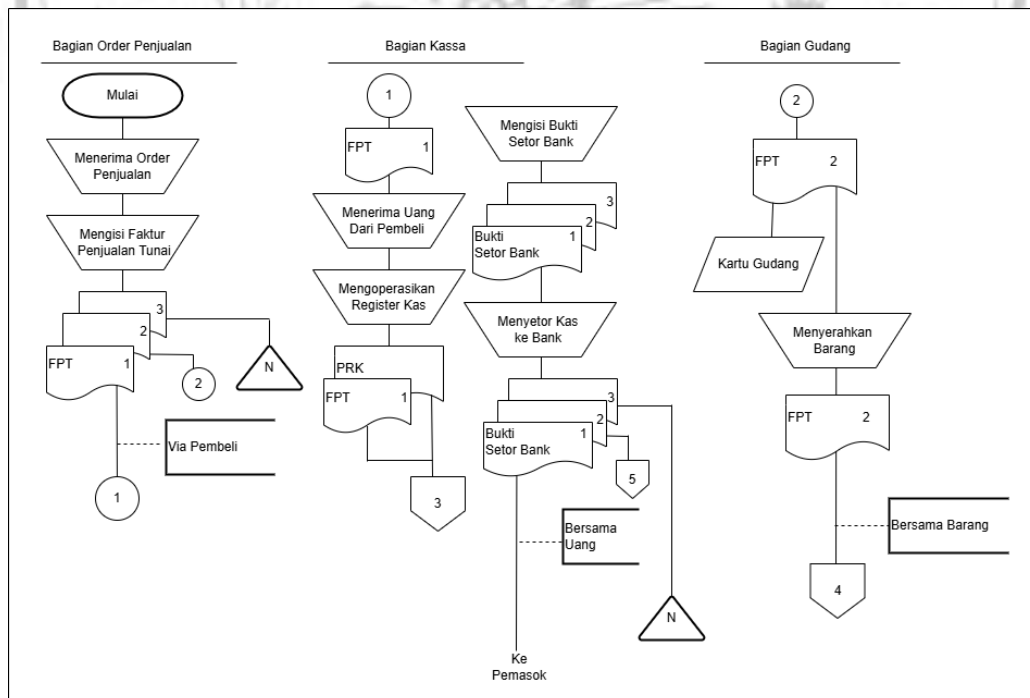 Bagian Order Penjualan
Mulai
Menerima Order
Penjualan
Mengisi Faktur
Penjualan Tunai
3
2
FPT 1
N
2
Via Pembeli
1
Bagian Kassa
1
FPT 1
Menerima Uang
Dari Pembeli
Mengoperasikan
Register Kas
PRK
FPT 1
3
Mengisi Bukti
Setor Bank
3
2
Bukti 1
Setor Bank
Menyetor Kas
ke Bank
3
2
Bukti 1
Setor Bank
5
Bersama
Uang
N
Ke
Pemasok
Bagian Gudang
2
FPT 2
Kartu Gudang
Menyerahkan
Barang
FPT 2
Bersama Barang
4